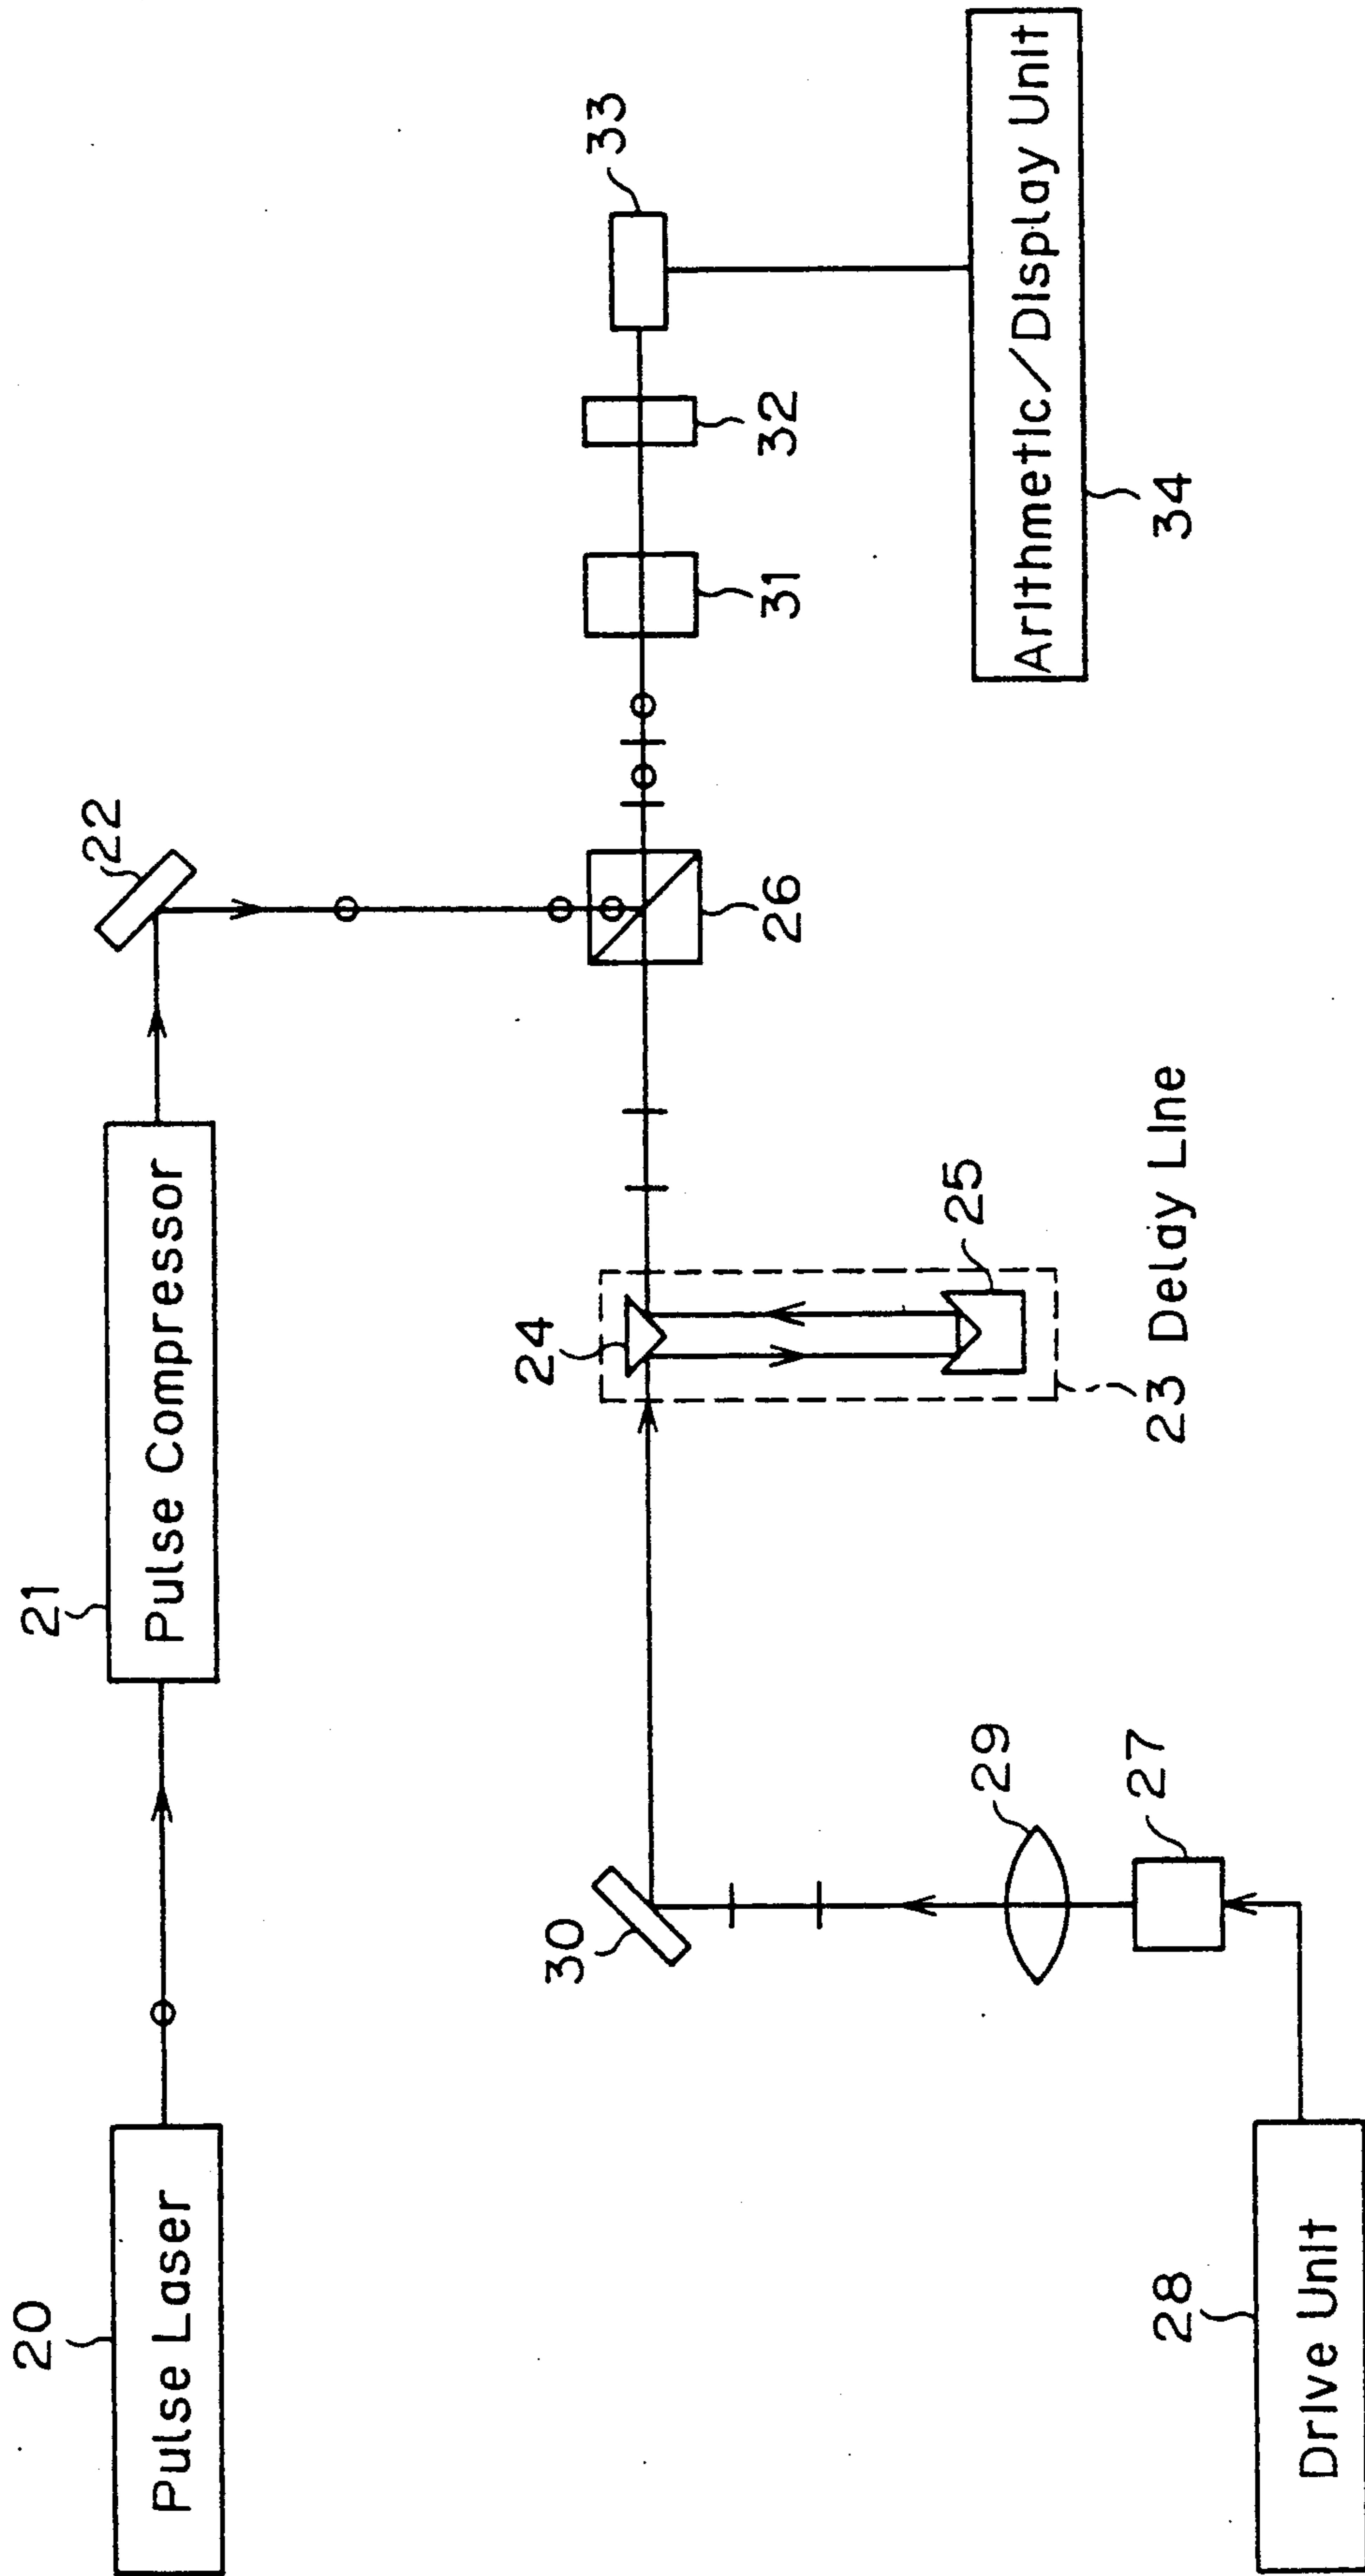 20
Pulse Laser
21
Pulse Compressor
22
30
24
26
31
32
33
25
23 Delay Line
29
27
28
Drive Unit
34
Arithmetic/Display Unit